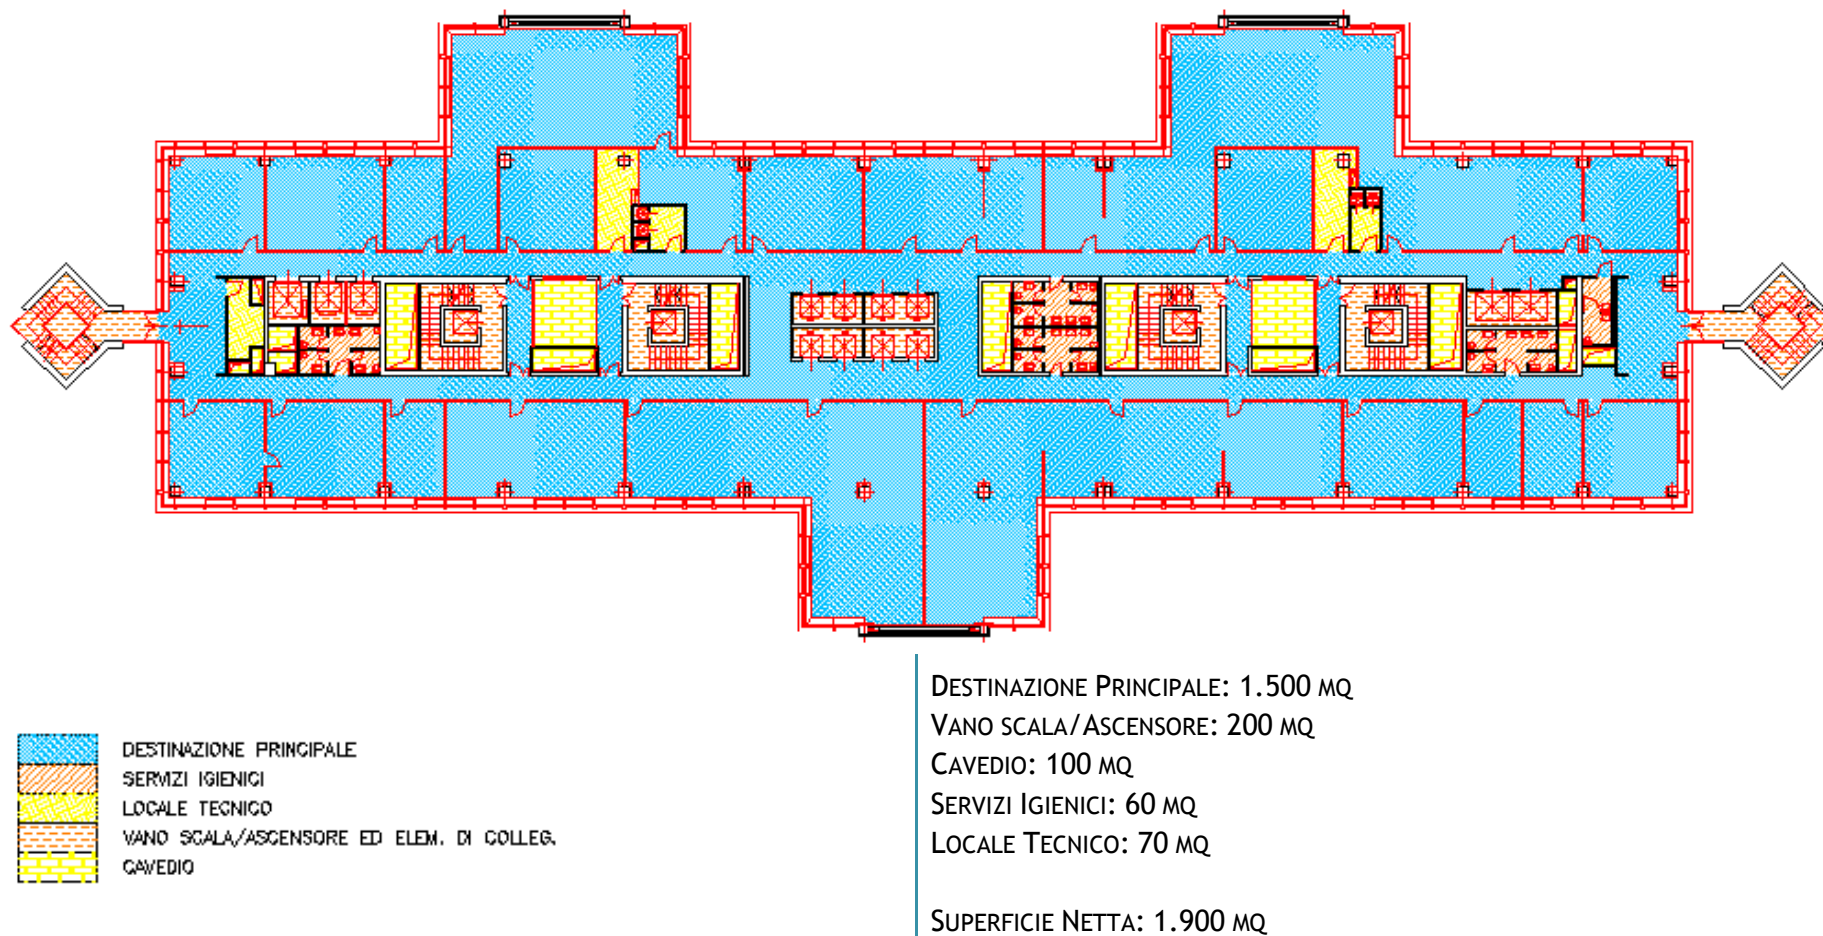 DESTINAZIONE PRINCIPALE: 1.500 MQ
VANO SCALA/ASCENSORE: 200 MQ
CAVEDIO: 100 MQ
SERVIZI IGIENICI: 60 MQ
LOCALE TECNICO: 70 MQ
SUPERFICIE NETTA: 1.900 MQ
DESTINAZIONE PRINCIPALE
SERVIZI IGIENICI
LOCALE TECNICO
VANO SCALA/ASCENSORE ED ELEM. DI COLLEG.
CAVEDIO